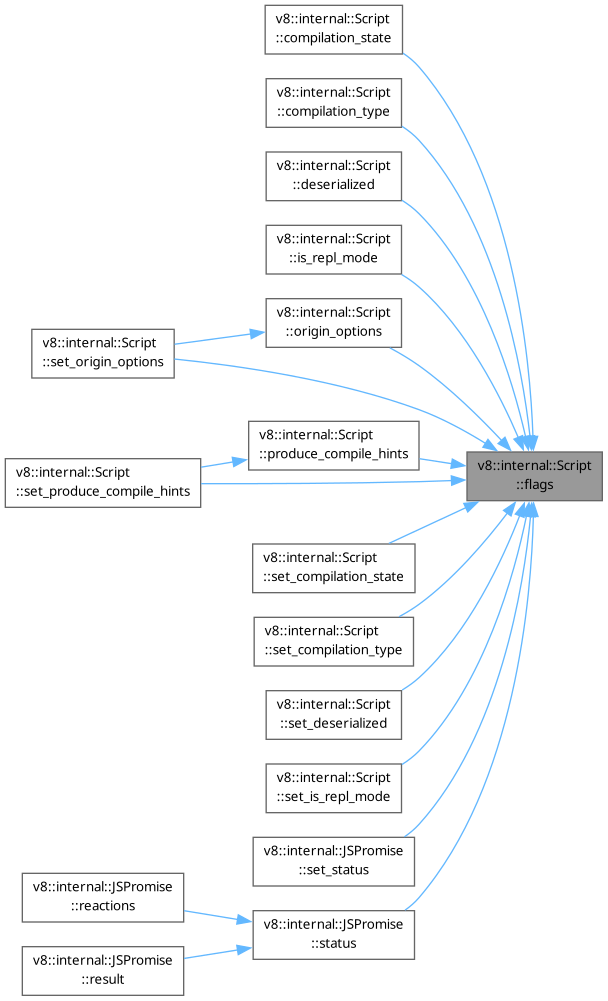 v8::internal::Script
::compilation_state
v8::internal::Script
::compilation_type
v8::internal::Script
::deserialized
v8::internal::Script
::is_repl_mode
v8::internal::Script
::origin_options
v8::internal::Script
::set_origin_options
v8::internal::Script
::produce_compile_hints
v8::internal::Script
::set_produce_compile_hints
v8::internal::Script
::flags
v8::internal::Script
::set_compilation_state
v8::internal::Script
::set_compilation_type
v8::internal::Script
::set_deserialized
v8::internal::Script
::set_is_repl_mode
v8::internal::JSPromise
::set_status
v8::internal::JSPromise
::reactions
v8::internal::JSPromise
::status
v8::internal::JSPromise
::result